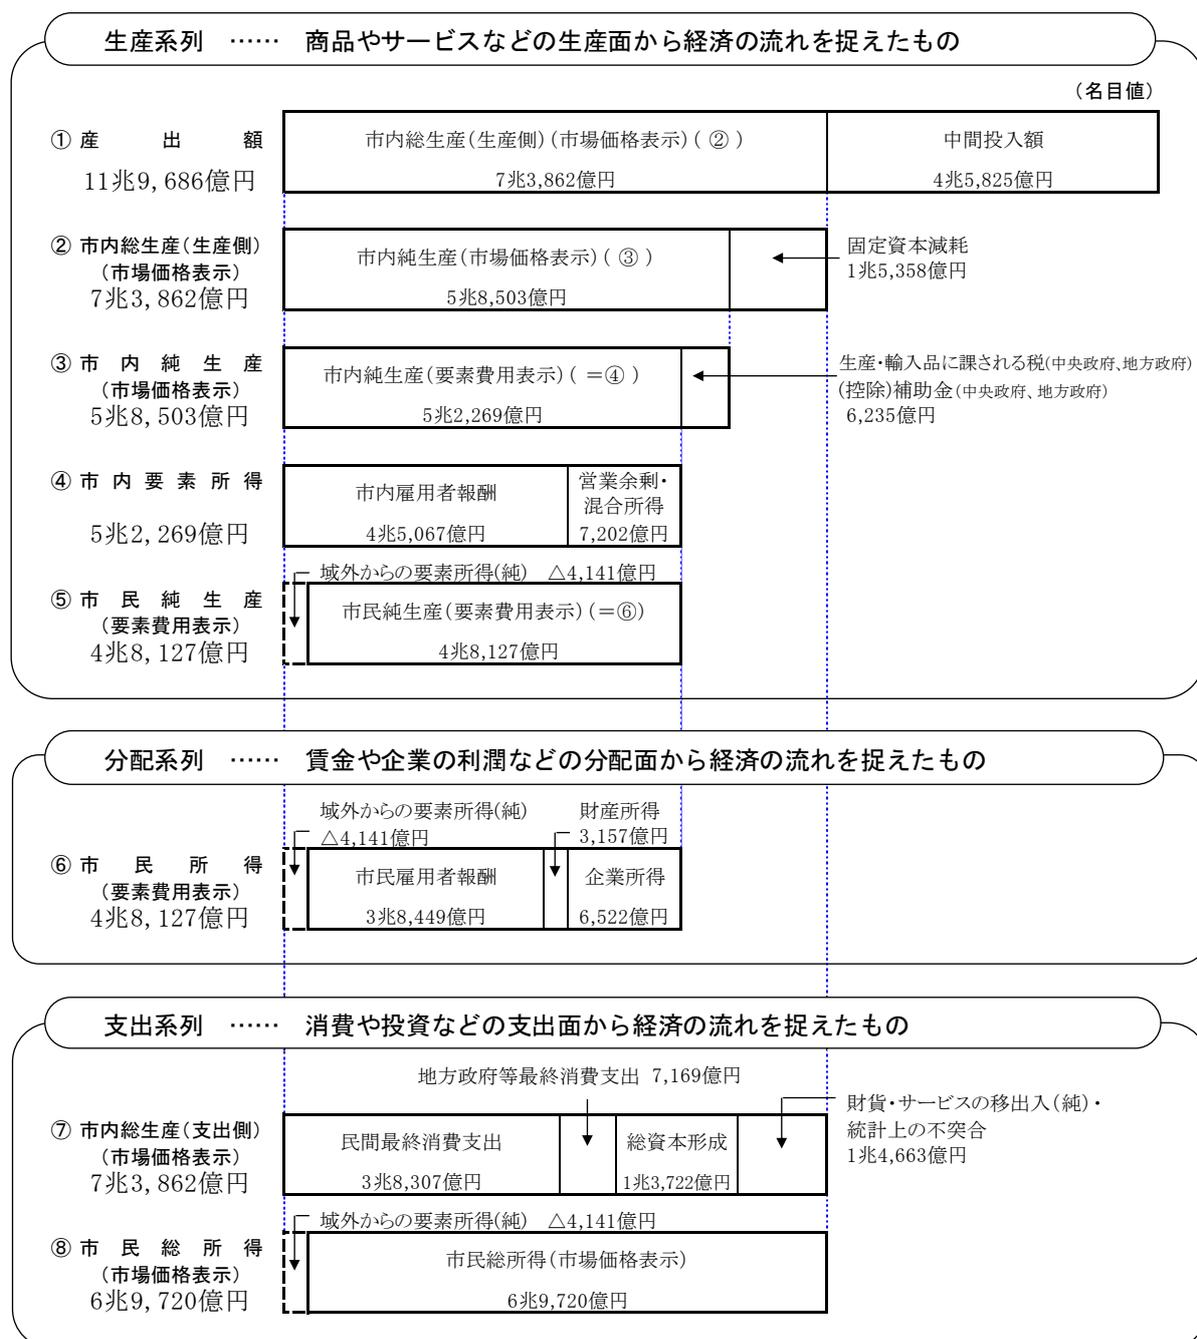 生産系列 …… 商品やサービスなどの生産面から経済の流れを捉えたもの
（名目値）
① 産出額
11兆9,686億円
市内総生産(生産側)(市場価格表示)( ② )
7兆3,862億円
中間投入額
4兆5,825億円
② 市内総生産(生産側)
(市場価格表示)
7兆3,862億円
市内純生産(市場価格表示)( ③ )
5兆8,503億円
固定資本減耗
1兆5,358億円
③ 市内純生産
(市場価格表示)
5兆8,503億円
市内純生産(要素費用表示)( =④ )
5兆2,269億円
生産・輸入品に課される税(中央政府、地方政府)
(控除)補助金(中央政府、地方政府)
6,235億円
④ 市内要素所得
5兆2,269億円
市内雇用者報酬
4兆5,067億円
営業余剰・
混合所得
7,202億円
域外からの要素所得(純) △4,141億円
⑤ 市民純生産
(要素費用表示)
4兆8,127億円
市民純生産(要素費用表示)(=⑥)
4兆8,127億円
分配系列 …… 賃金や企業の利潤などの分配面から経済の流れを捉えたもの
域外からの要素所得(純)
△4,141億円
財産所得
3,157億円
⑥ 市民所得
(要素費用表示)
4兆8,127億円
市民雇用者報酬
3兆8,449億円
企業所得
6,522億円
支出系列 …… 消費や投資などの支出面から経済の流れを捉えたもの
地方政府等最終消費支出 7,169億円
⑦ 市内総生産(支出側)
(市場価格表示)
7兆3,862億円
民間最終消費支出
3兆8,307億円
総資本形成
1兆3,722億円
財貨・サービスの移出入(純)・
統計上の不突合
1兆4,663億円
域外からの要素所得(純) △4,141億円
⑧ 市民総所得
(市場価格表示)
6兆9,720億円
市民総所得(市場価格表示)
6兆9,720億円